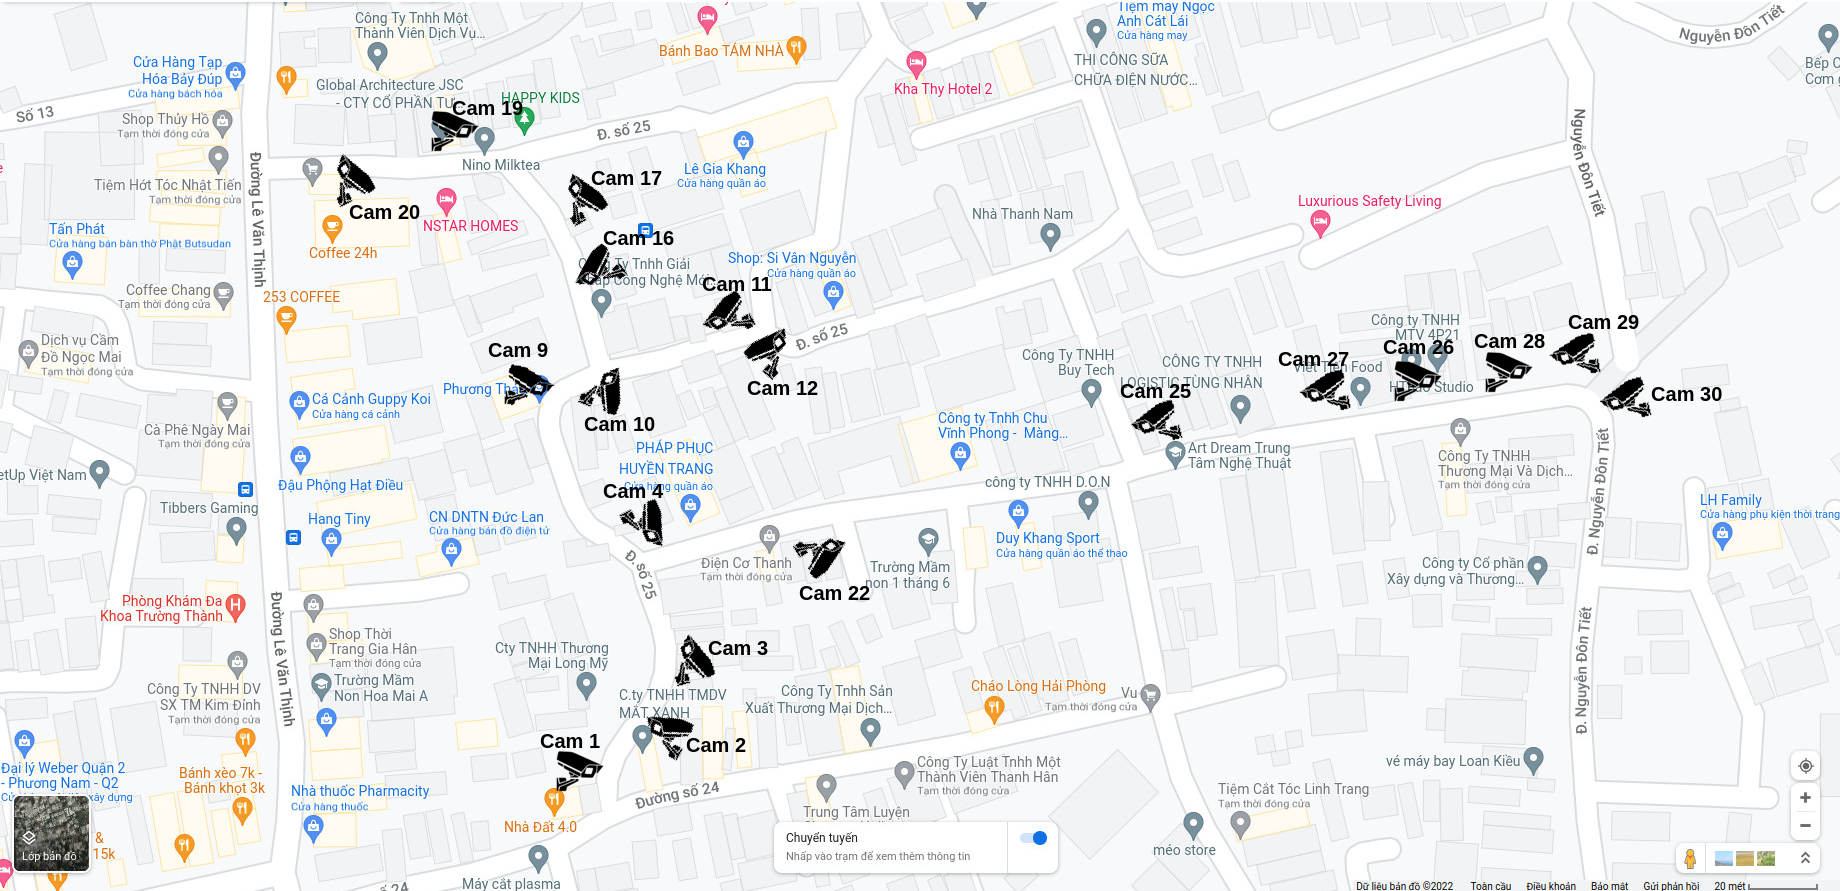 Công Ty Tnhh Một
Thành Viên Dịch Vụ...
Tiệm may Ngọc
Anh Cát Lái
Cửa hàng may
Nguyễn Đôn Tiết
Bánh Bao TÁM NHÀ
THI CÔNG SỬA
CHỮA ĐIỆN NƯỚC...
Cửa Hàng Tạp
Hóa Bảy Đúp
Cửa hàng bách hóa
Global Architecture JSC
- CTY CỔ PHẦN TƯ
Kha Thy Hotel 2
HAPPY KIDS
Cam 19
Số 13
Shop Thủy Hồ
Tạm thời đóng cửa
Đ. số 25
Nino Milktea
Lê Gia Khang
Cửa hàng quần áo
Nguyễn Đôn Tiết
Đường Lê Văn Thịnh
Tiệm Hớt Tóc Nhật Tiến
Tạm thời đóng cửa
Cam 17
Cam 20
NSTAR HOMES
Coffee 24h
Luxurious Safety Living
Nhà Thanh Nam
Tấn Phát
Cửa hàng bán bàn thờ Phật Butsudan
Cam 16
Công Ty Tnhh Giải
Pháp Công Nghệ Mới
Shop: Si Vân Nguyễn
Cửa hàng quần áo
Cam 11
Coffee Chang
Tạm thời đóng cửa
253 COFFEE
Đ. số 25
Công ty TNHH
MTV 4P21
Cam 29
Cam 28
Cam 26
Cam 27
Việt Tiến Food
Dịch vụ Cầm
Đồ Ngọc Mai
Tạm thời đóng cửa
Cam 9
Cam 12
Công Ty TNHH
Buy Tech
CÔNG TY TNHH
LOGISTIC TÙNG NHÂN
Cam 25
Studio
Cam 30
Cá Cảnh Guppy Koi
Cửa hàng cá cảnh
Cam 10
Cà Phê Ngày Mai
Tạm thời đóng cửa
Công ty Tnhh Chu
Vĩnh Phong - Màng...
PHÁP PHỤC
HUYỀN TRANG
Cửa hàng quần áo
Art Dream Trung
Tâm Nghệ Thuật
Công Ty TNHH
Thương Mại Và Dịch...
Tạm thời đóng cửa
etUp Việt Nam
Đậu Phộng Hạt Điều
Cam 4
công ty TNHH D.O.N
Đ. Nguyễn Đôn Tiết
LH Family
Cửa hàng phụ kiện thời trang
Tibbers Gaming
Hang Tiny
CN DNTN Đức Lan
Cửa hàng bán đồ điện tử
Duy Khang Sport
Cửa hàng quần áo thể thao
Điện Cơ Thanh
Tạm thời đóng cửa
Đ. số 25
Trường Mầm
non 1 tháng 6
Cam 22
Công ty Cổ phần
Xây dựng và Thương...
Phòng Khám Đa
Khoa Trường Thành
Đường Lê Văn Thịnh
Shop Thời
Trang Gia Hân
Tạm thời đóng cửa
Cty TNHH Thương
Mại Long Mỹ
Cam 3
Đ. Nguyễn Đôn Tiết
Trường Mầm
Non Hoa Mai A
Công Ty TNHH DV
SX TM Kim Đỉnh
Tạm thời đóng cửa
C.ty TNHH TMDV
MẮT XANH
Công Ty Tnhh Sản
Xuất Thương Mại Dịch...
Cháo Lòng Hải Phòng
Vu
Tạm thời đóng cửa
Cam 1
Cam 2
Đại lý Weber Quận 2
- Phương Nam - Q2
Bánh xèo 7k -
Bánh khọt 3k
Nhà thuốc Pharmacity
Cửa hàng thuốc
Công Ty Luật Tnhh Một
Thành Viên Thanh Hân
Tạm thời đóng cửa
vé máy bay Loan Kiều
Đường số 24
Trung Tâm Luyện
Tiệm Cắt Tóc Linh Trang
Tạm thời đóng cửa
Nhà Đất 4.0
& 
15k
Lớp bản đồ
Chuyển tuyến
Nhấp vào trạm để xem thêm thông tin
méo store
Máy cắt plasma
24
Dữ liệu bản đồ ©2022
Toàn cầu
Điều khoản
Bảo mật
Gửi phản hồi
20 mét